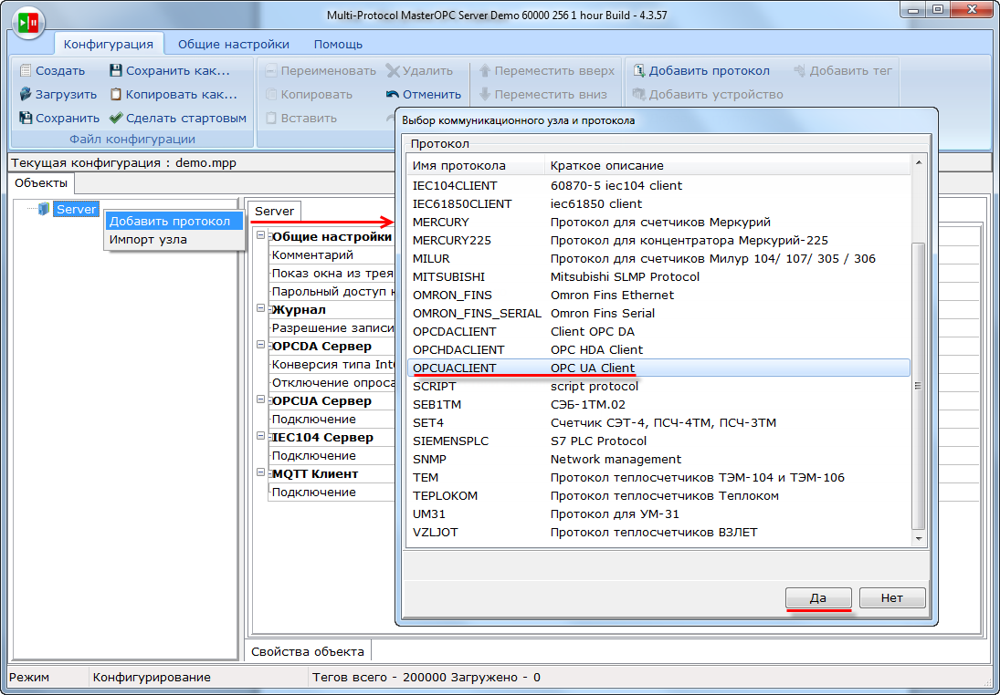 Multi-Protocol MasterOPC Server Demo 60000 256 1 hour Build - 4.3.57
Конфигурация Общие настройки Помощь
Создать Сохранить как... Переименовать Удалить Переместить вверх Добавить протокол Добавить тег
Загрузить Копировать как... Копировать Отменить Переместить вниз Добавить устройство
Сохранить Сделать стартовым Вставить
Файл конфигурации
Текущая конфигурация : demo.mpp
Объекты
Server
Добавить протокол
Импорт узла
Server
Общие настройки
Комментарий
Показ окна из трея
Парольный доступ к
Журнал
Разрешение записи
OPCDA Сервер
Конверсия типа Int
Отключение опроса
OPCUA Сервер
Подключение
IEC104 Сервер
Подключение
MQTT Клиент
Подключение
Выбор коммуникационного узла и протокола
Протокол
Имя протокола Краткое описание
IEC104CLIENT 60870-5 iec104 client
IEC61850CLIENT iec61850 client
MERCURY Протокол для счетчиков Меркурий
MERCURY225 Протокол для концентратора Меркурий-225
MILUR Протокол для счетчиков Милур 104/ 107/ 305 / 306
MITSUBISHI Mitsubishi SLMP Protocol
OMRON_FINS Omron Fins Ethernet
OMRON_FINS_SERIAL Omron Fins Serial
OPCDACLIENT Client OPC DA
OPCHDACLIENT OPC HDA Client
OPCUACLIENT OPC UA Client
SCRIPT script protocol
SEB1TM СЭБ-1ТМ.02
SET4 Счетчик СЭТ-4, ПСЧ-4ТМ, ПСЧ-3ТМ
SIEMENSPLC S7 PLC Protocol
SNMP Network management
TEM Протокол теплосчетчиков ТЭМ-104 и ТЭМ-106
TEPLOKOM Протокол теплосчетчиков Теплоком
UM31 Протокол для УМ-31
VZLJOT Протокол теплосчетчиков ВЗЛЕТ
Да Нет
Свойства объекта
Режим Конфигурирование Тегов всего - 200000 Загружено - 0